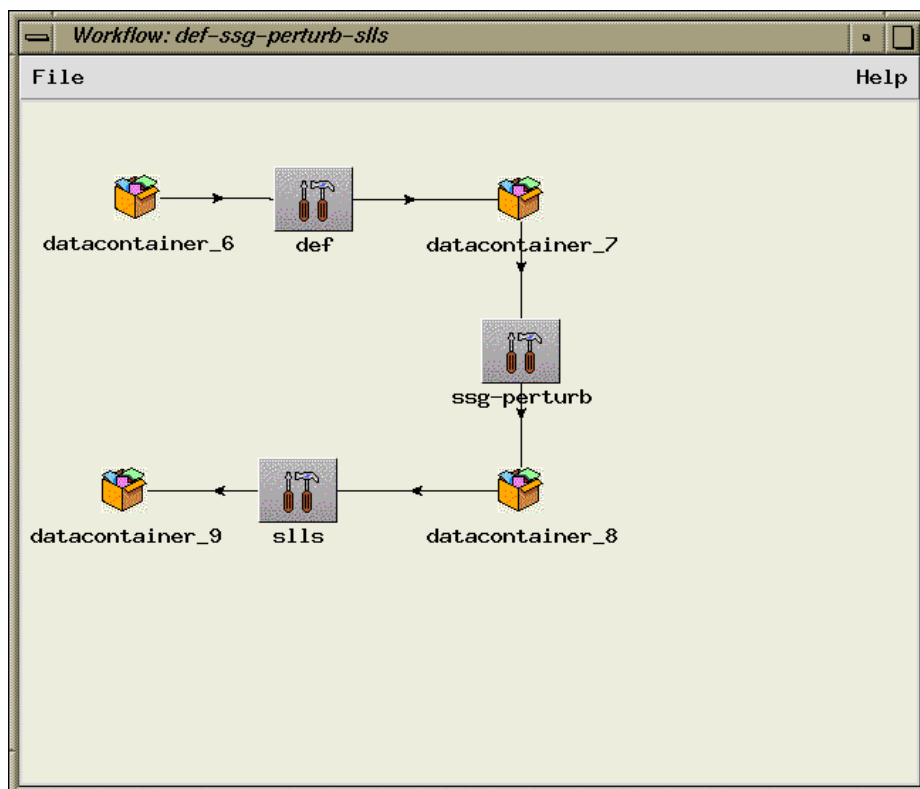 Workflow: def-ssg-perturb-slls
File Help
datacontainer_6 def datacontainer_7
ssg-perturb
datacontainer_9 slls datacontainer_8